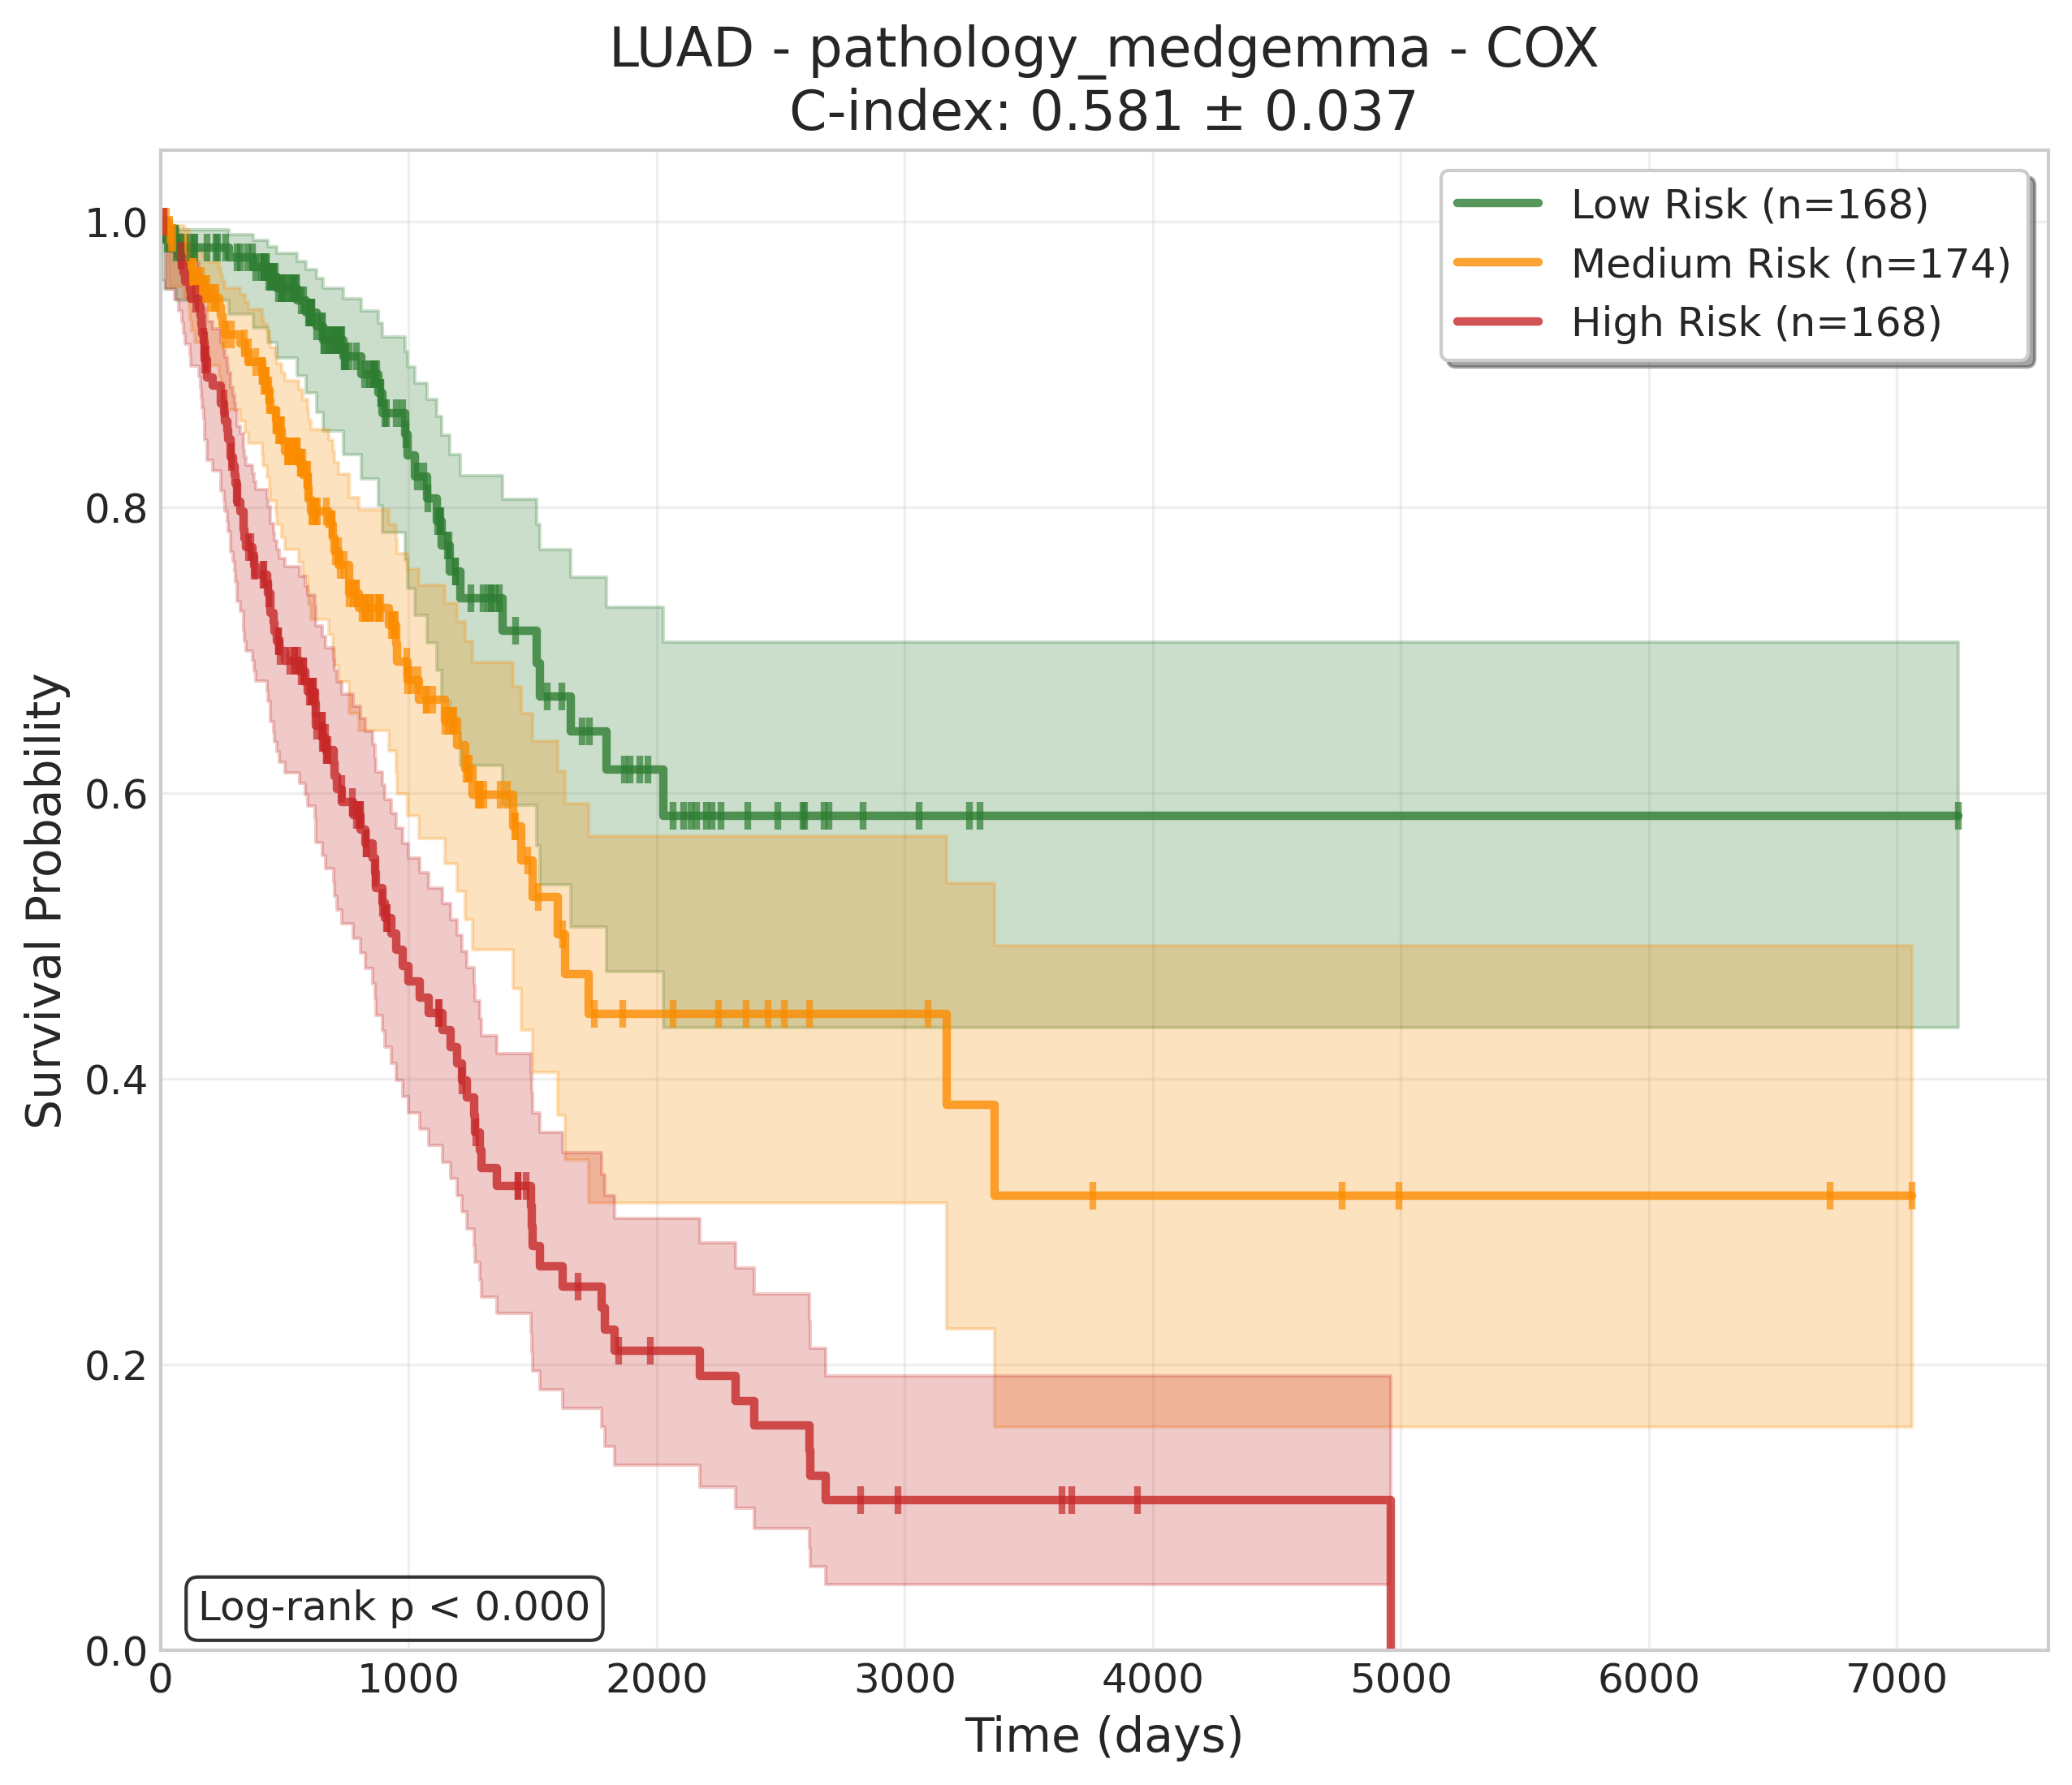 LUAD - pathology_medgemma - COX
C-index: 0.581 ± 0.037
Low Risk (n=168)
Medium Risk (n=174)
High Risk (n=168)
Survival Probability
1.0
0.8
0.6
0.4
0.2
0.0
Log-rank p < 0.000
0 1000 2000 3000 4000 5000 6000 7000
Time (days)